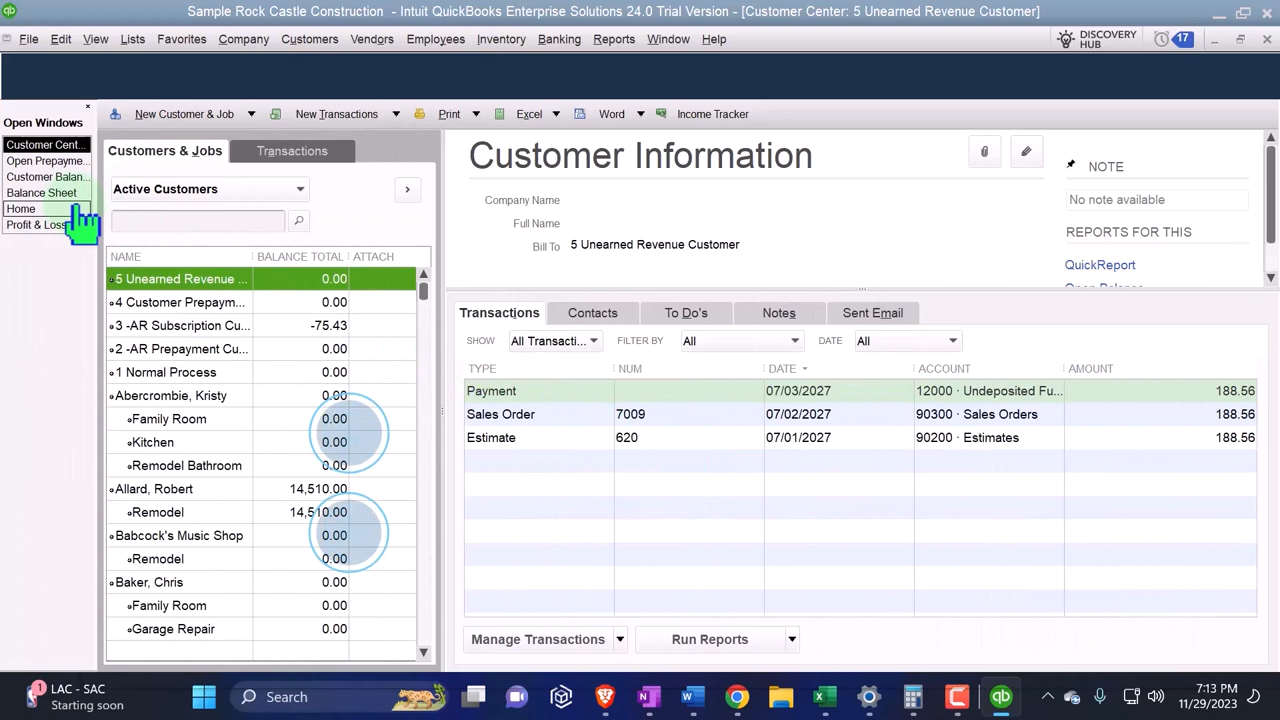 Sample Rock Castle Construction - Intuit QuickBooks Enterprise Solutions 24.0 Trial Version - [Customer Center: 5 Unearned Revenue Customer]
File Edit View Lists Favorites Company Customers Vendors Employees Inventory Banking Reports Window Help
DISCOVERY
HUB
17
New Customer & Job New Transactions Print Excel Word Income Tracker
Open Windows
Customer Cent...
Open Prepayme...
Customer Balan...
Balance Sheet
Home
Profit & Loss
Customers & Jobs Transactions
Active Customers
NAME BALANCE TOTAL ATTACH
5 Unearned Revenue ... 0.00
4 Customer Prepaym... 0.00
3 -AR Subscription Cu... -75.43
2 -AR Prepayment Cu... 0.00
1 Normal Process 0.00
Abercrombie, Kristy 0.00
Family Room 0.00
Kitchen 0.00
Remodel Bathroom 0.00
Allard, Robert 14,510.00
Remodel 14,510.00
Babcock's Music Shop 0.00
Remodel 0.00
Baker, Chris 0.00
Family Room 0.00
Garage Repair 0.00
Customer Information
Company Name
Full Name
Bill To 5 Unearned Revenue Customer
NOTE
No note available
REPORTS FOR THIS
QuickReport
Transactions Contacts To Do's Notes Sent Email
SHOW All Transacti... FILTER BY All DATE All
TYPE NUM DATE ACCOUNT AMOUNT
Payment 07/03/2027 12000 · Undeposited Fu... 188.56
Sales Order 7009 07/02/2027 90300 · Sales Orders 188.56
Estimate 620 07/01/2027 90200 · Estimates 188.56
Manage Transactions Run Reports
1
LAC - SAC
Starting soon
Search
7:13 PM
11/29/2023